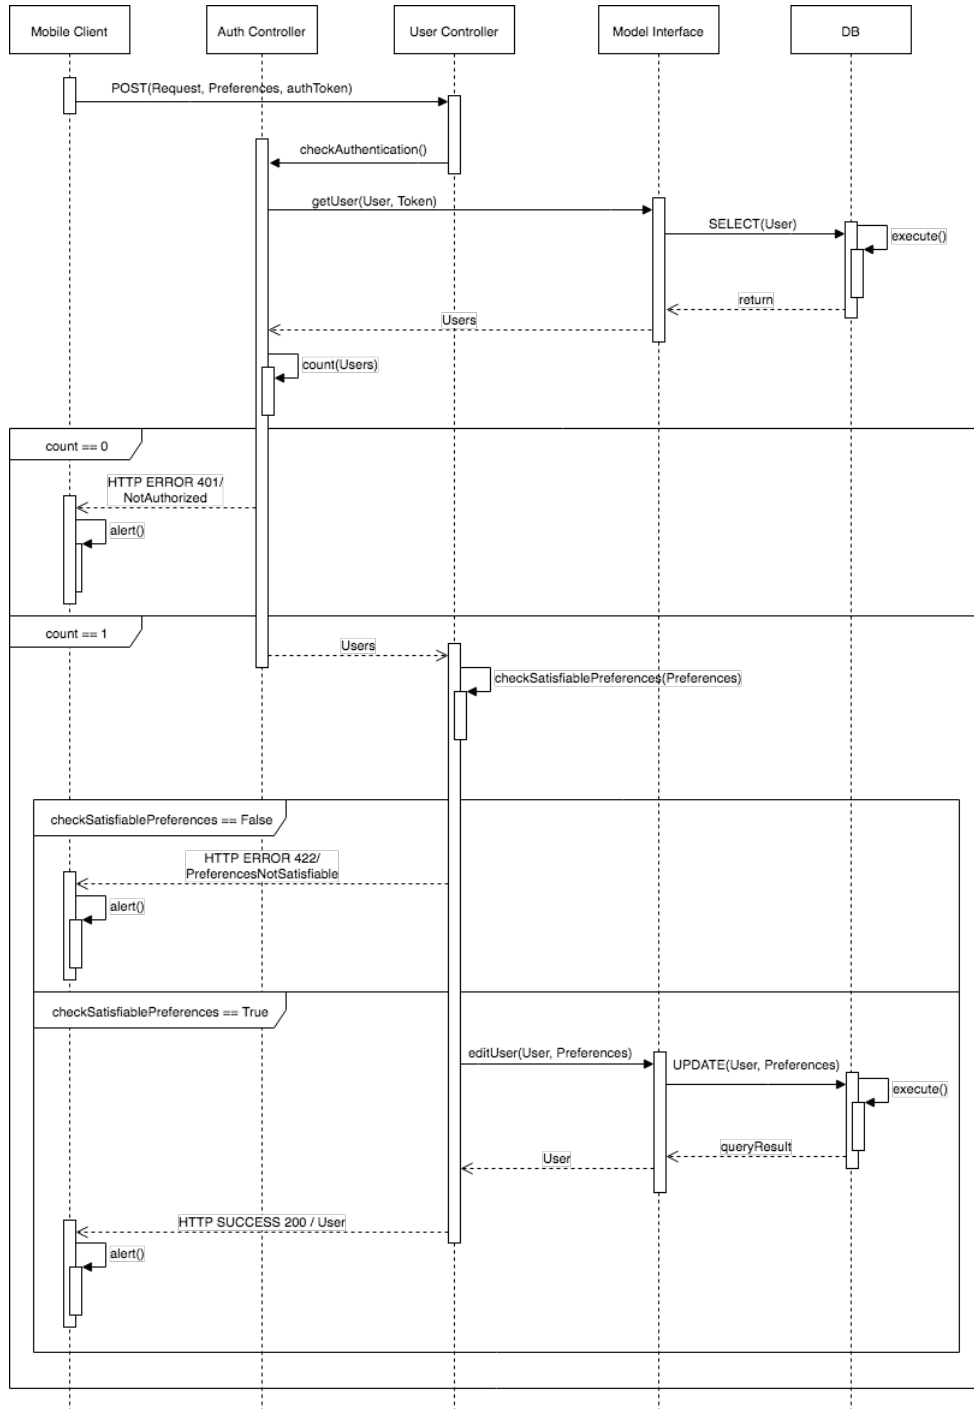 Mobile Client
Auth Controller
User Controller
Model Interface
DB
POST(Request, Preferences, authToken)
checkAuthentication()
getUser(User, Token)
SELECT(User)
execute()
return
Users
count(Users)
count == 0
HTTP ERROR 401/
NotAuthorized
alert()
count == 1
Users
checkSatisfiablePreferences(Preferences)
checkSatisfiablePreferences == False
HTTP ERROR 422/
PreferencesNotSatisfiable
alert()
checkSatisfiablePreferences == True
editUser(User, Preferences)
UPDATE(User, Preferences)
execute()
queryResult
User
HTTP SUCCESS 200 / User
alert()